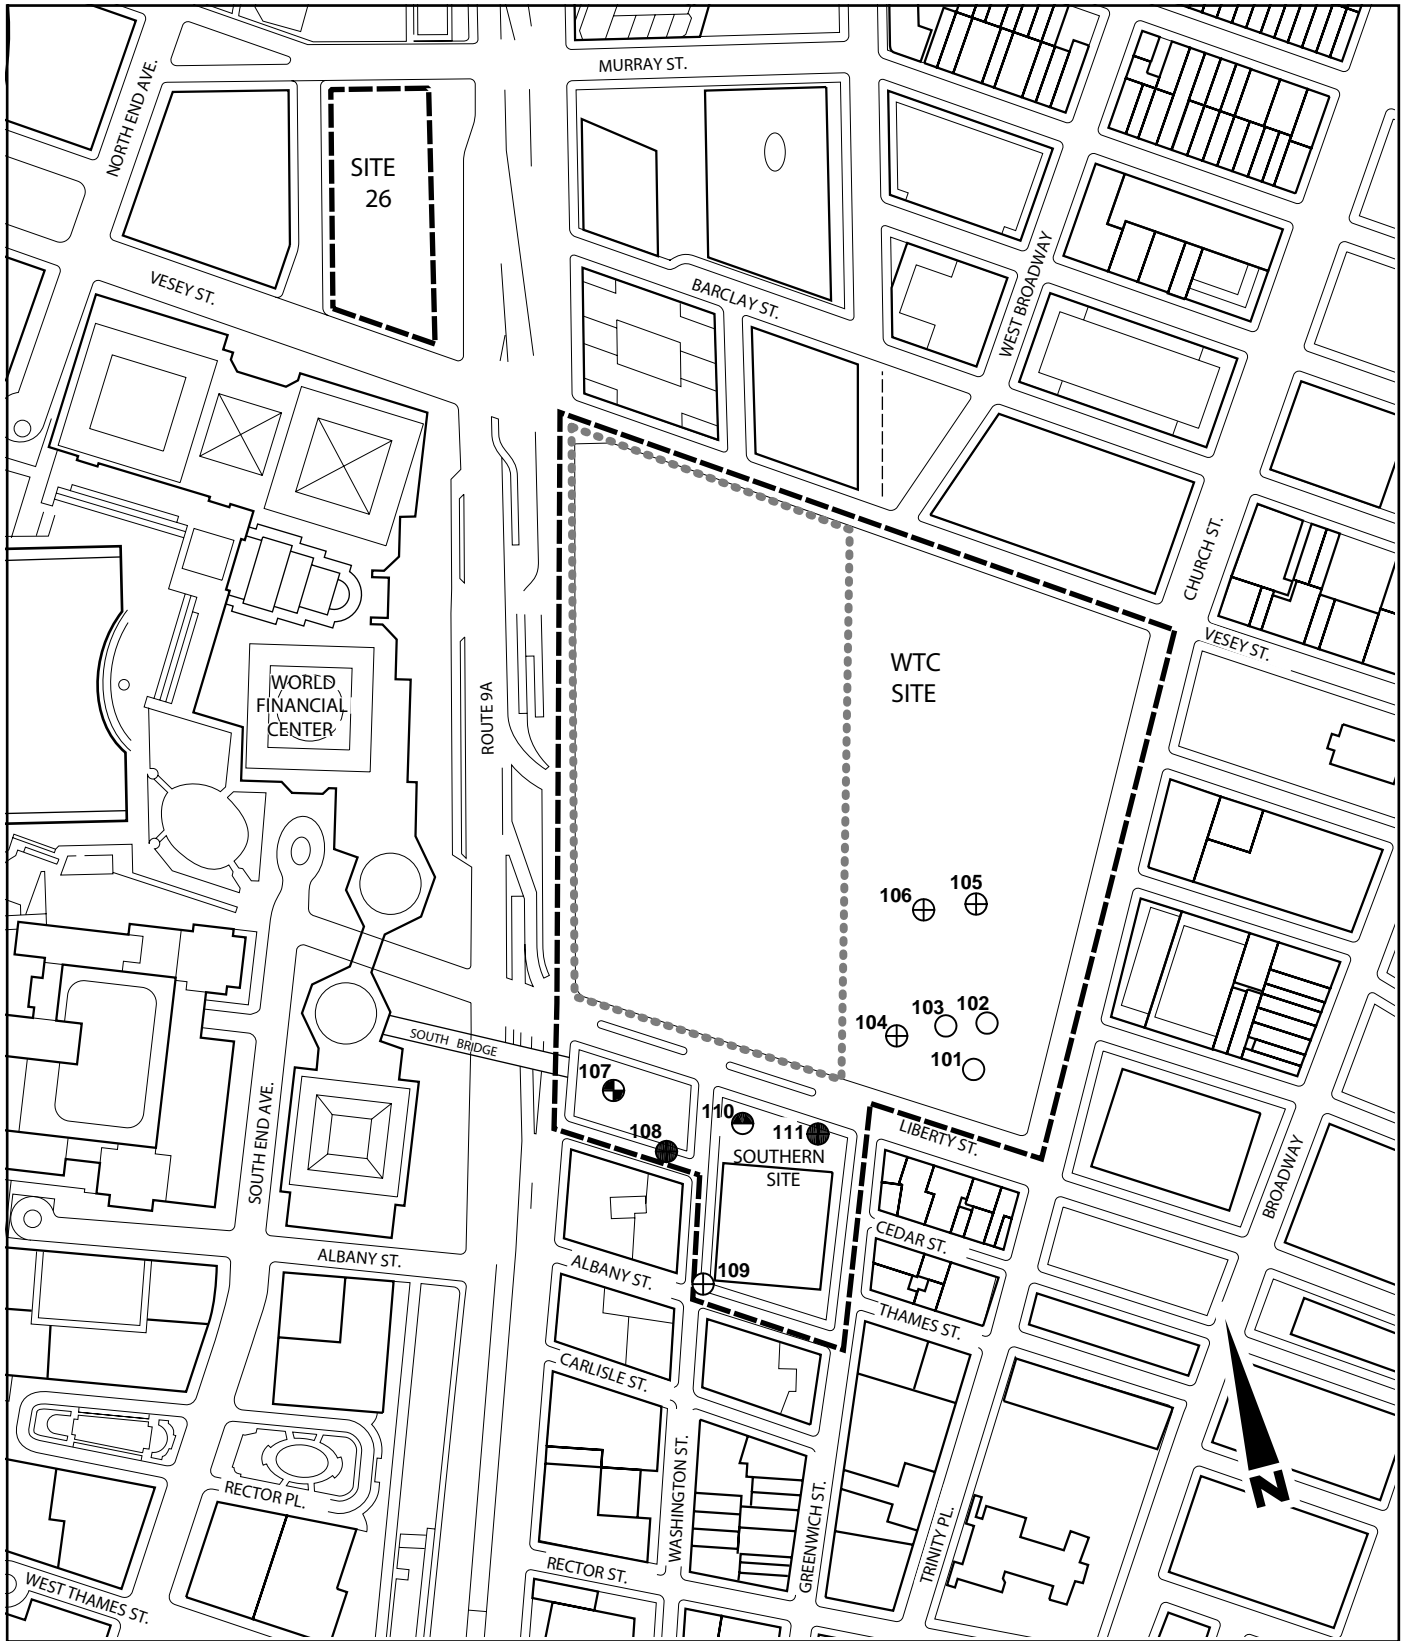 MURRAY ST.
NORTH END AVE.
SITE
26
VESEY ST.
BARCLAY ST.
WEST BROADWAY
CHURCH ST.
VESEY ST.
WTC
SITE
WORLD
FINANCIAL
CENTER
ROUTE 9A
106
105
104
103
102
101
SOUTH BRIDGE
107
108
110
111
SOUTHERN
SITE
LIBERTY ST.
BROADWAY
SOUTH END AVE.
CEDAR ST.
ALBANY ST.
ALBANY ST.
109
THAMES ST.
CARLISLE ST.
N
WASHINGTON ST.
GREENWICH ST.
TRINITY PL.
RECTOR PL.
RECTOR ST.
WEST THAMES ST.